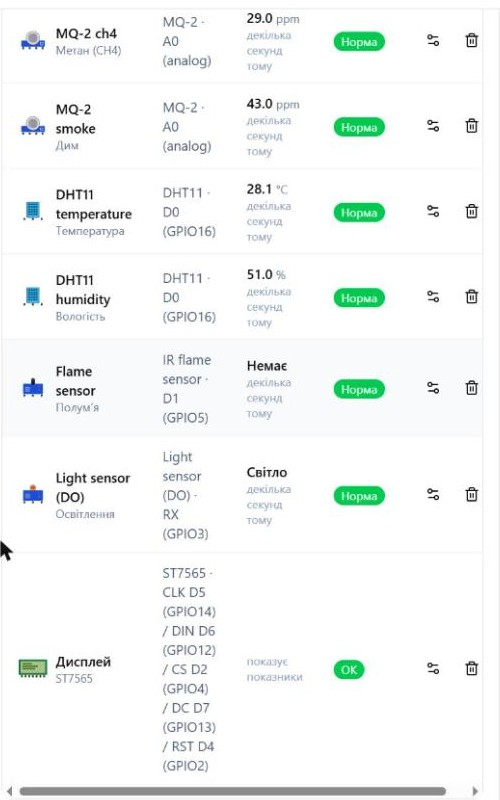 MQ-2 ch4
Метан (CH4)
MQ-2 ·
A0
(analog)
29.0 ppm
декілька
секунд
тому
Норма
MQ-2
smoke
Дим
MQ-2 ·
A0
(analog)
43.0 ppm
декілька
секунд
тому
Норма
DHT11
temperature
Температура
DHT11 ·
D0
(GPIO16)
28.1 °C
декілька
секунд
тому
Норма
DHT11
humidity
Вологість
DHT11 ·
D0
(GPIO16)
51.0 %
декілька
секунд
тому
Норма
Flame
sensor
Полум'я
IR flame
sensor ·
D1
(GPIO5)
Немає
декілька
секунд
тому
Норма
Light sensor
(DO)
Освітлення
Light
sensor
(DO) ·
RX
(GPIO3)
Світло
декілька
секунд
тому
Норма
Дисплей
ST7565
ST7565 ·
CLK D5
(GPIO14)
/ DIN D6
(GPIO12)
/ CS D2
(GPIO4)
/ DC D7
(GPIO13)
/ RST D4
(GPIO2)
показує
показники
OK